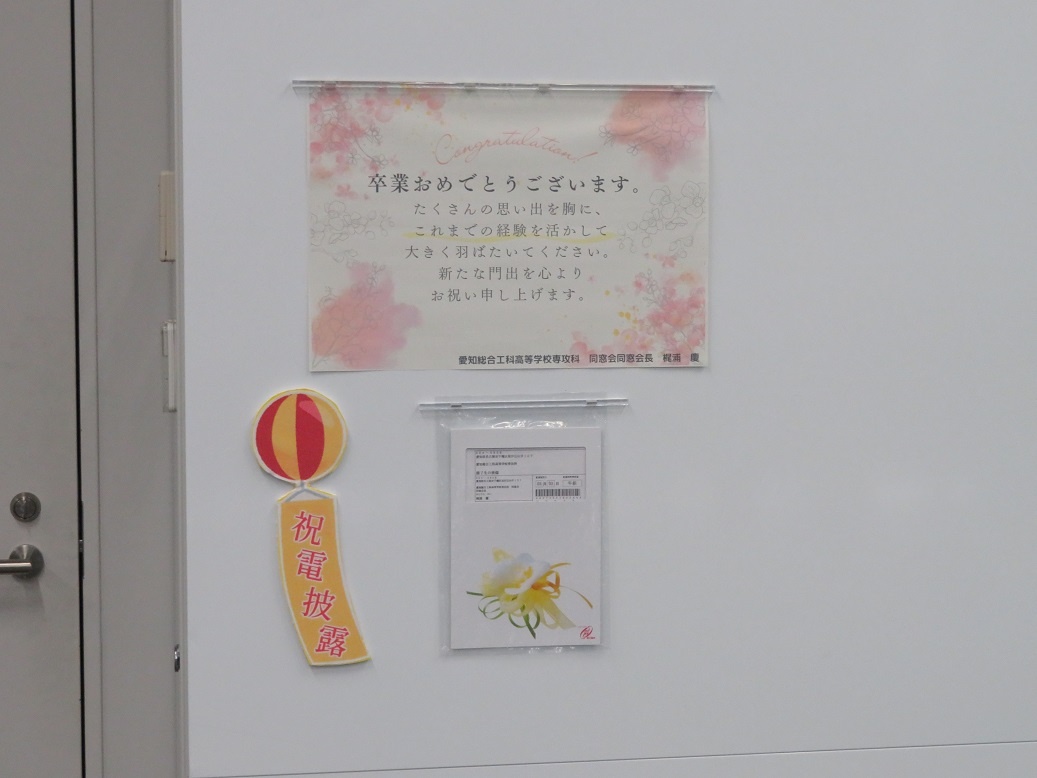 Congratulation!
卒業おめでとうございます。
たくさんの思い出を胸に、
これまでの経験を活かして
大きく羽ばたいてください。
新たな門出を心より
お祝い申し上げます。
愛知総合工科高等学校専攻科 同窓会同窓会長 梶浦 慶
祝電披露